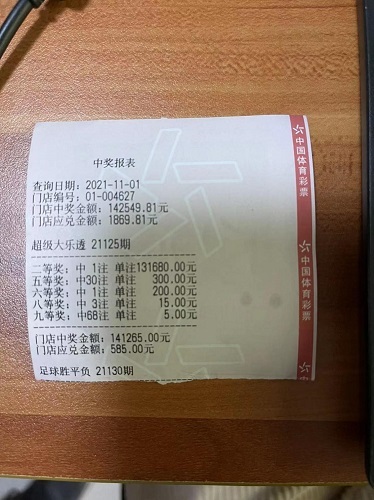 中奖报表
查询日期：2021-11-01
门店编号：01-004627
门店中奖金额：142549.81元
门店应兑金额：1869.81元
超级大乐透 21125期
二等奖：中 1注 单注131680.00元
五等奖：中30注 单注 300.00元
六等奖：中 1注 单注 200.00元
八等奖：中 3注 单注 15.00元
九等奖：中68注 单注 5.00元
门店中奖金额：141265.00元
门店应兑金额：585.00元
足球胜平负 21130期
中国体育彩票
中国体育彩票